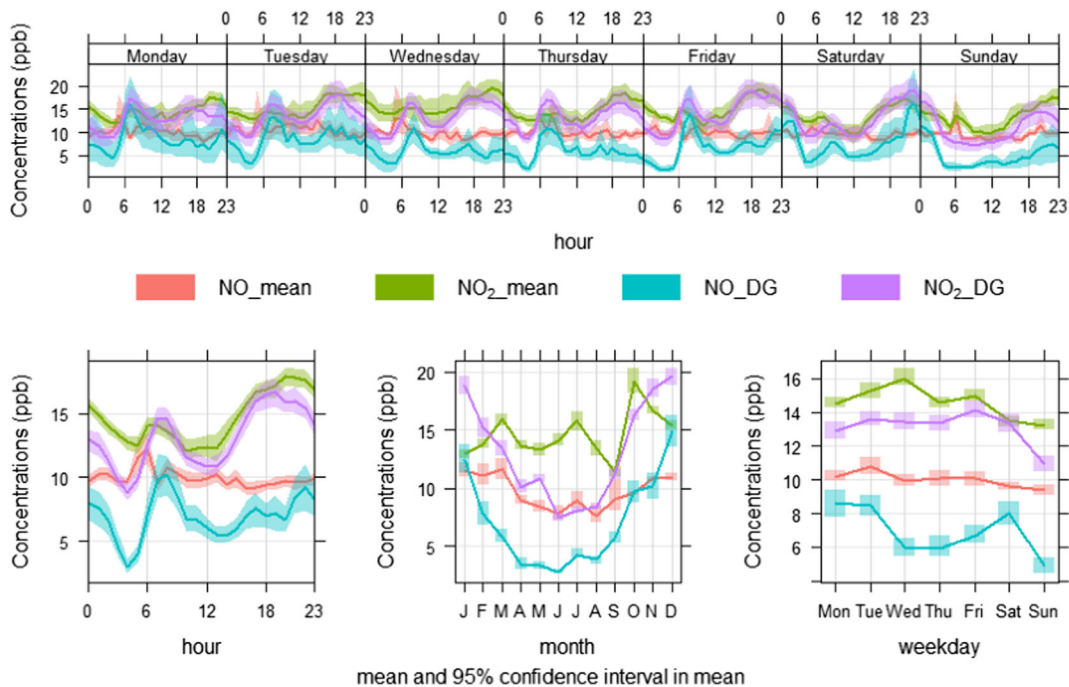 0 6 12 18 23 0 6 12 18 23 0 6 12 18 23
Monday Tuesday Wednesday Thursday Friday Saturday Sunday
Concentrations (ppb)
20
15
10
5
0 6 12 18 23 0 6 12 18 23 0 6 12 18 23 0 6 12 18 23
hour
NO_mean NO₂_mean NO_DG NO₂_DG
Concentrations (ppb)
15
10
5
0 6 12 18 23
hour
Concentrations (ppb)
20
15
10
5
J F M A M J J A S O N D
month
Concentrations (ppb)
16
14
12
10
8
6
Mon Tue Wed Thu Fri Sat Sun
weekday
mean and 95% confidence interval in mean